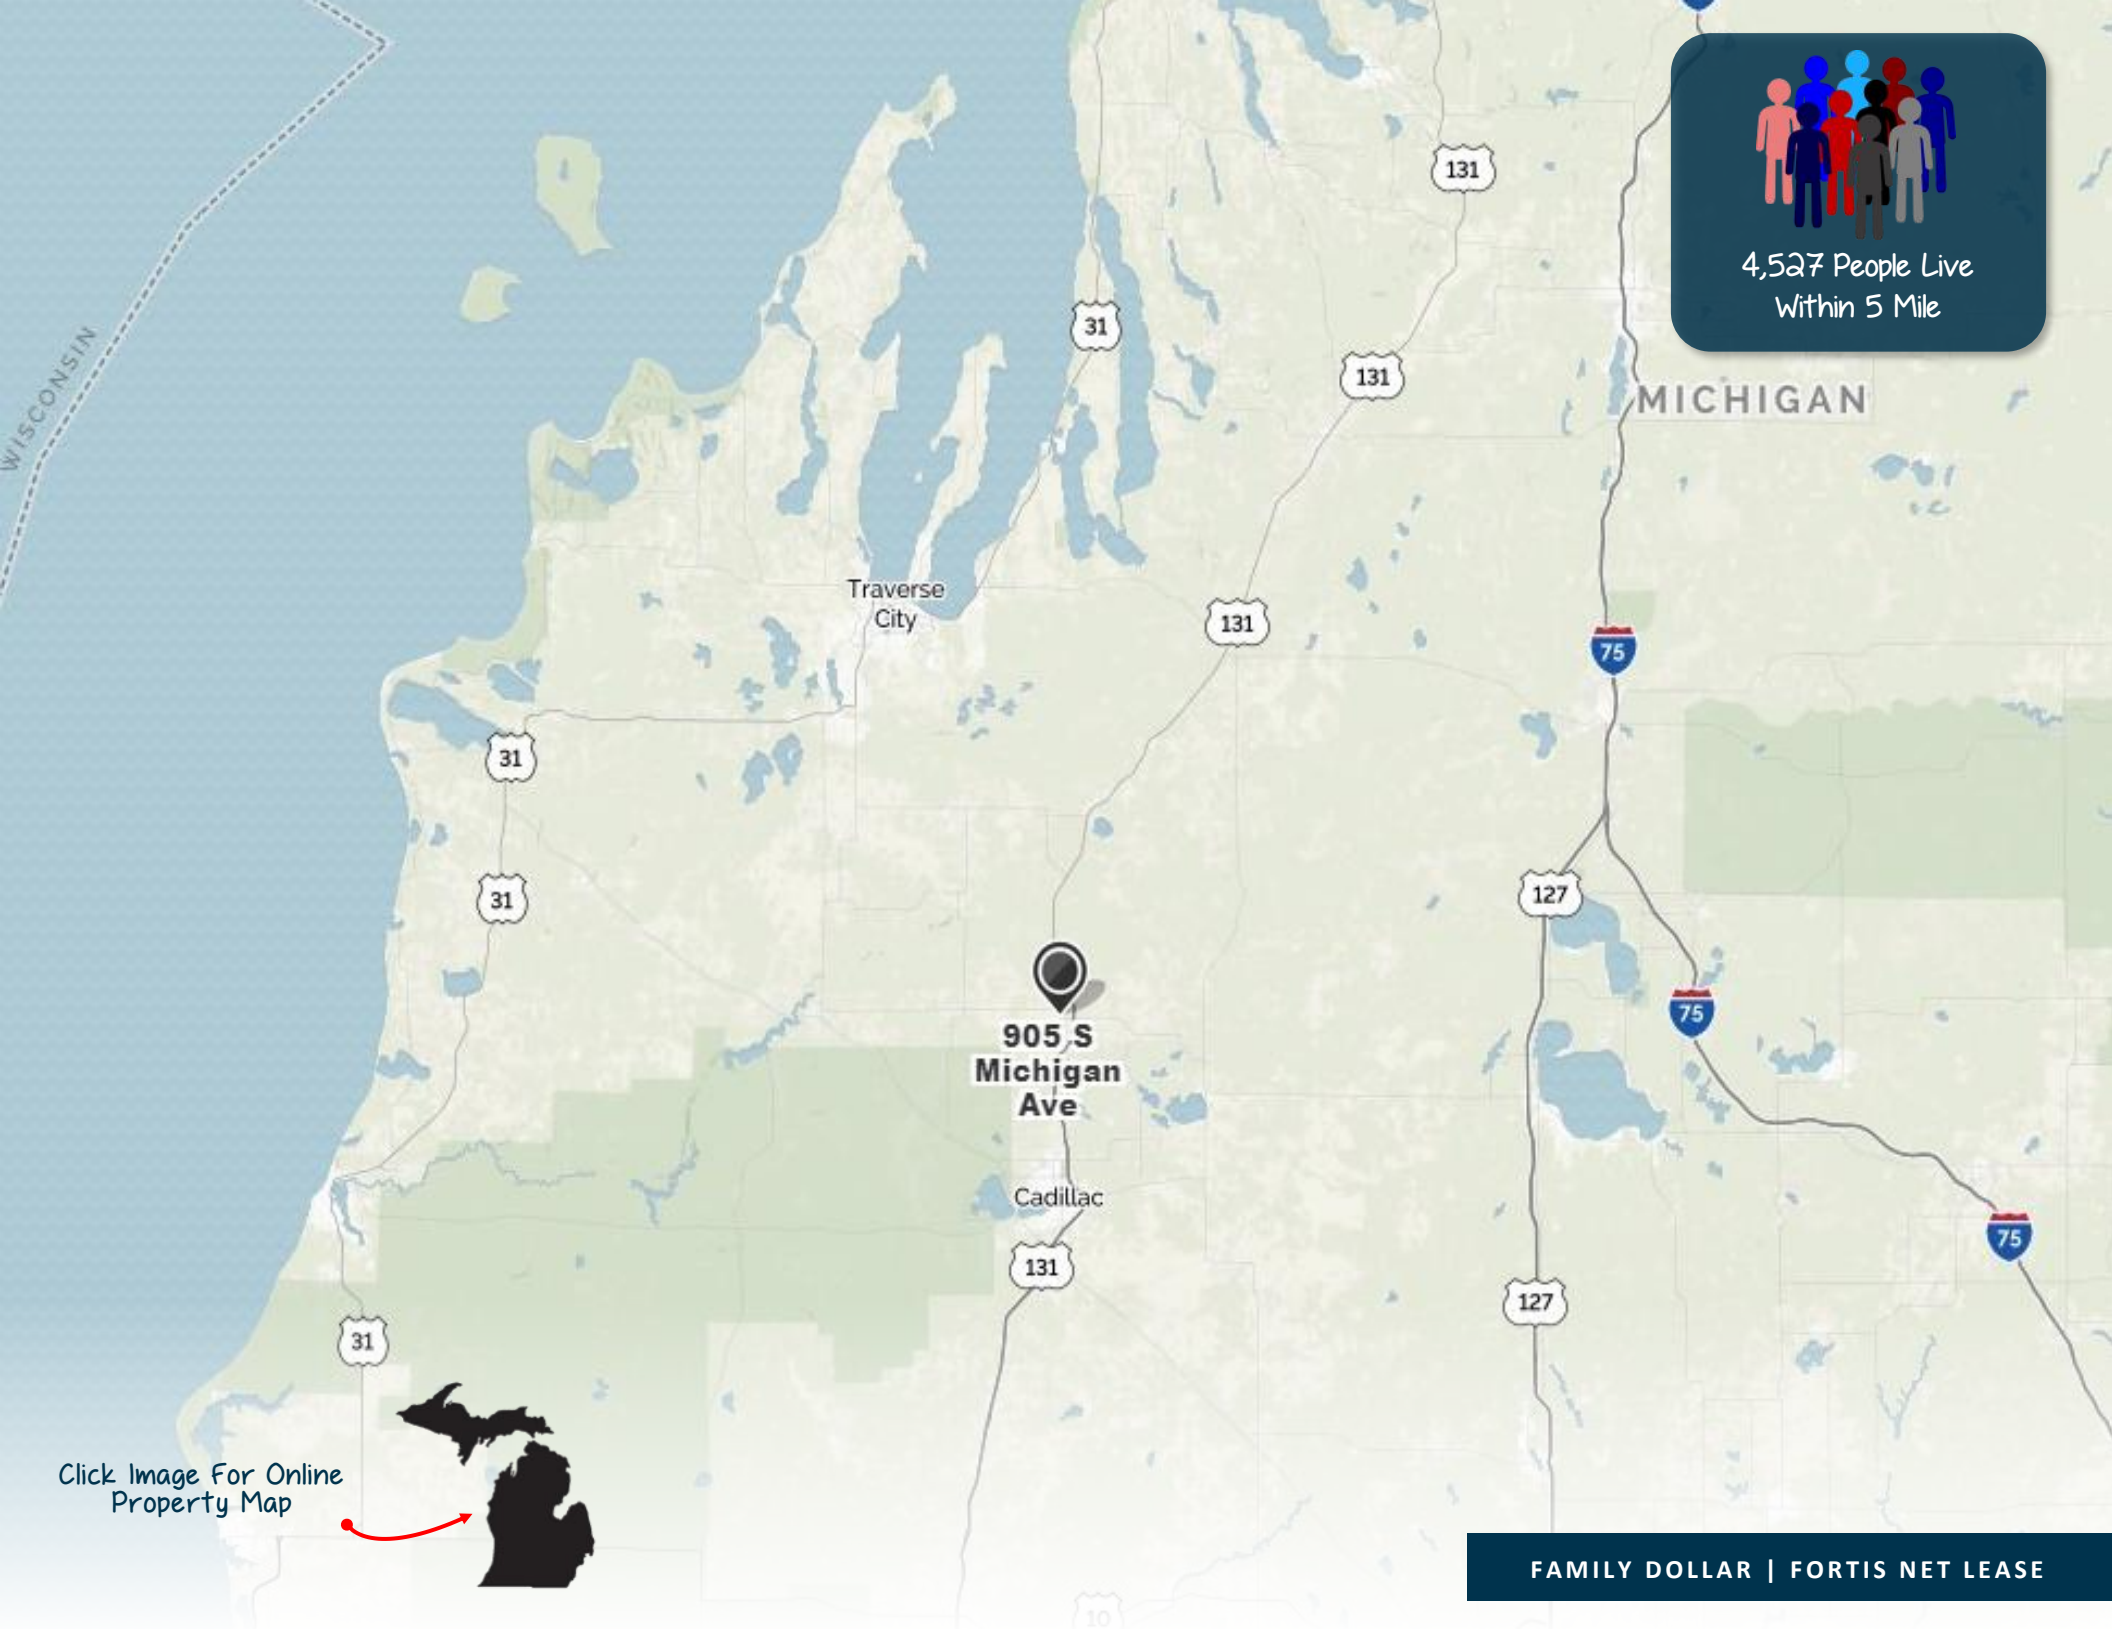 131
4,527 People Live
Within 5 Mile
31
131
MICHIGAN
WISCONSIN
Traverse
City
131
75
31
31
127
905 S
Michigan
Ave
75
Cadillac
131
75
127
31
Click Image For Online
Property Map
FAMILY DOLLAR | FORTIS NET LEASE
10